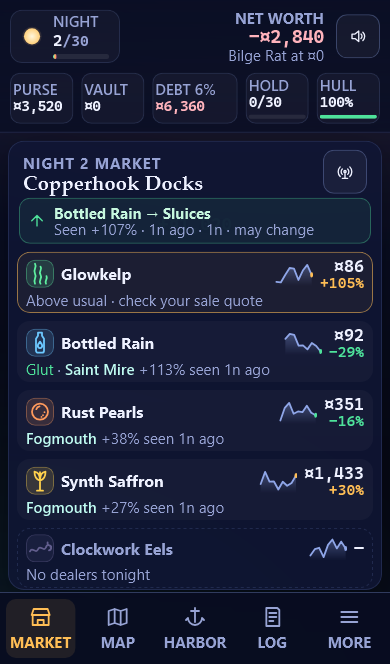 NIGHT
2/30
NET WORTH
−¤2,840
Bilge Rat at ¤0
PURSE
¤3,520
VAULT
¤0
DEBT 6%
¤6,360
HOLD
0/30
HULL
100%
NIGHT 2 MARKET
Copperhook Docks
Bottled Rain → Sluices
Seen +107% · 1n ago · 1n · may change
Glowkelp
¤86
+105%
Above usual · check your sale quote
Bottled Rain
¤92
−29%
Glut · Saint Mire +113% seen 1n ago
Rust Pearls
¤351
−16%
Fogmouth +38% seen 1n ago
Synth Saffron
¤1,433
+30%
Fogmouth +27% seen 1n ago
Clockwork Eels
–
No dealers tonight
MARKET
MAP
HARBOR
LOG
MORE